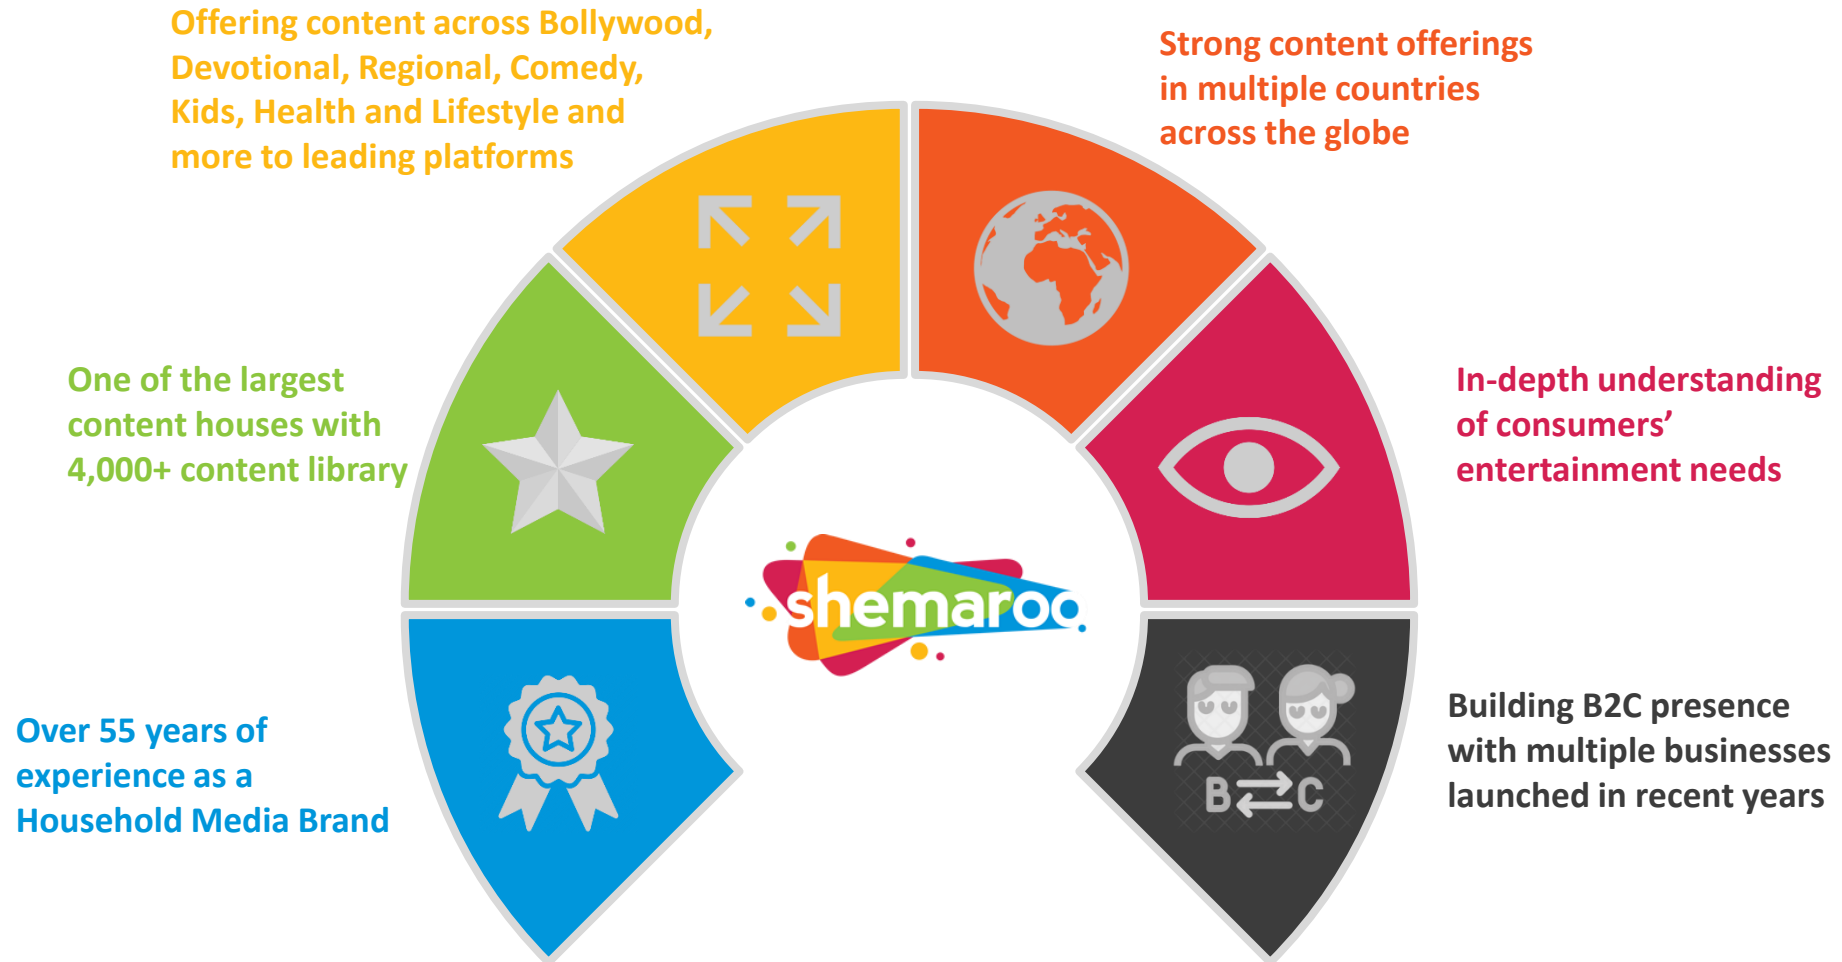 Offering content across Bollywood,
Devotional, Regional, Comedy,
Kids, Health and Lifestyle and
more to leading platforms
Strong content offerings
in multiple countries
across the globe
One of the largest
content houses with
4,000+ content library
In-depth understanding
of consumers’
entertainment needs
shemaroo
Over 55 years of
experience as a
Household Media Brand
B C
Building B2C presence
with multiple businesses
launched in recent years